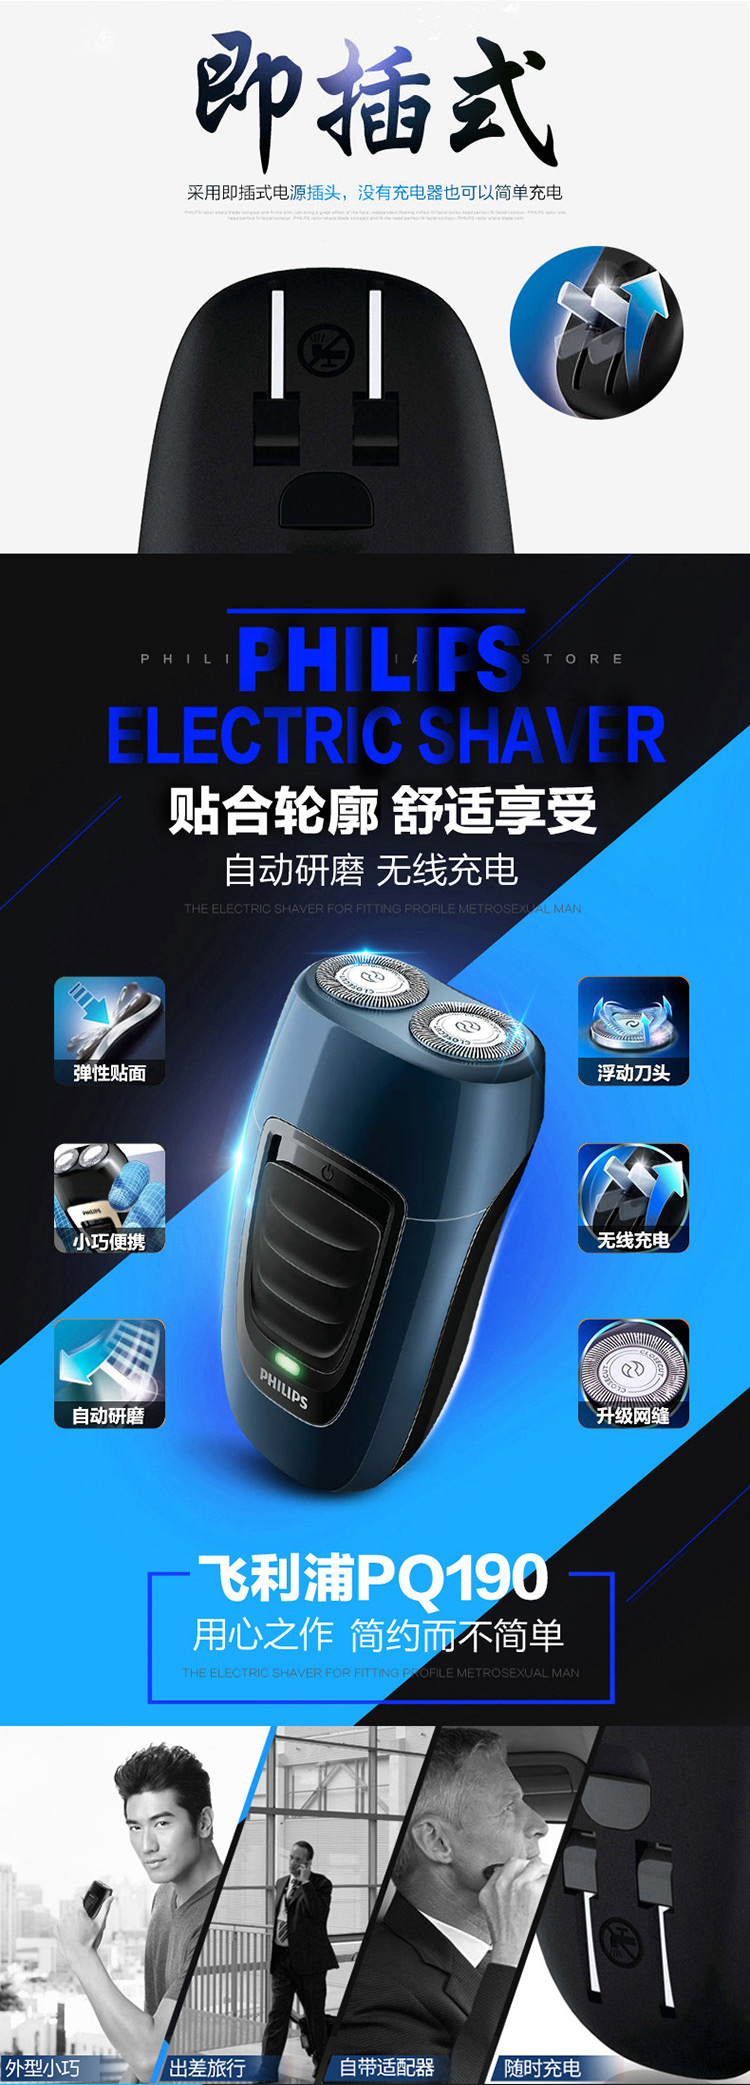 即插式
采用即插式电源插头，没有充电器也可以简单充电
PHILIPS
STORE
ELECTRIC SHAVER
贴合轮廓 舒适享受
自动研磨 无线充电
THE ELECTRIC SHAVER FOR FITTING PROFILE METROSEXUAL MAN
弹性贴面
浮动刀头
小巧便携
无线充电
自动研磨
升级网缝
CLOSECUT
CLOSECUT
PHILIPS
飞利浦PQ190
用心之作 简约而不简单
THE ELECTRIC SHAVER FOR FITTING PROFILE METROSEXUAL MAN
外型小巧
出差旅行
自带适配器
随时充电